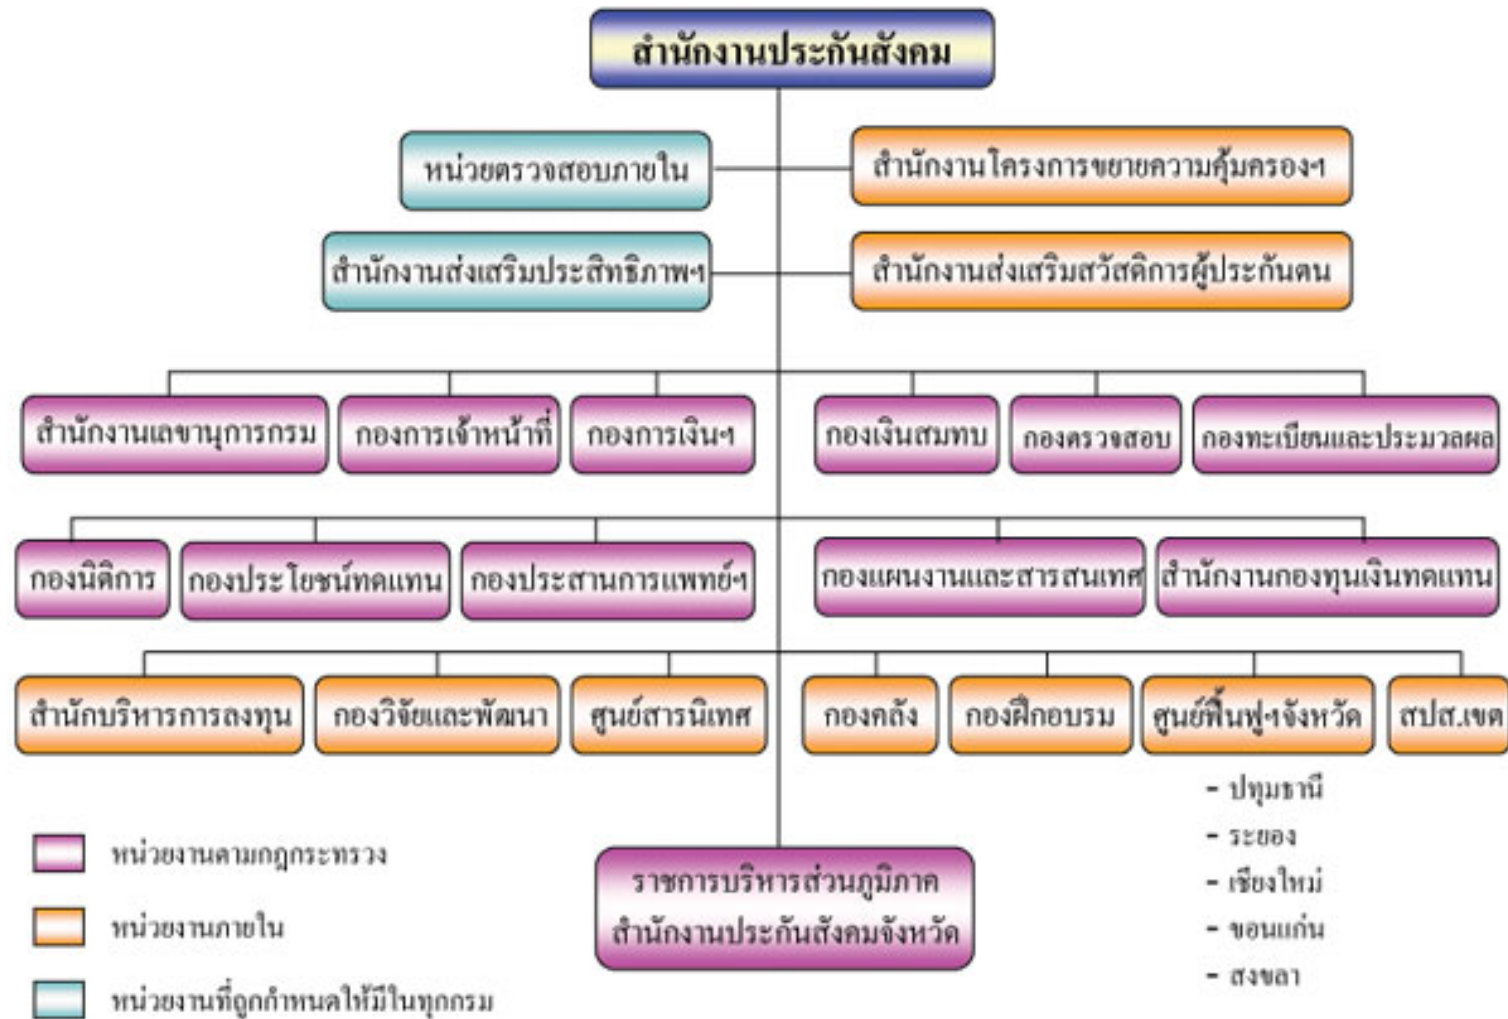 สำนักงานประกันสังคม
หน่วยตรวจสอบภายใน
สำนักงานโครงการขยายความคุ้มครองฯ
สำนักงานส่งเสริมประสิทธิภาพฯ
สำนักงานส่งเสริมสวัสดิการผู้ประกันตน
สำนักงานเลขานุการกรม
กองการเจ้าหน้าที่
กองการเงินฯ
กองเงินสมทบ
กองตรวจสอบ
กองทะเบียนและประมวลผล
กองนิติการ
กองประโยชน์ทดแทน
กองประสานการแพทย์ฯ
กองแผนงานและสารสนเทศ
สำนักงานกองทุนเงินทดแทน
สำนักบริหารการลงทุน
กองวิจัยและพัฒนา
ศูนย์สารนิเทศ
กองคลัง
กองฝึกอบรม
ศูนย์ฟื้นฟูฯจังหวัด
สปส.เขต
- ปทุมธานี
- ระยอง
- เชียงใหม่
- ขอนแก่น
- สงขลา
ราชการบริหารส่วนภูมิภาค
สำนักงานประกันสังคมจังหวัด
หน่วยงานตามกฎกระทรวง
หน่วยงานภายใน
หน่วยงานที่ถูกกำหนดให้มีในทุกกรม